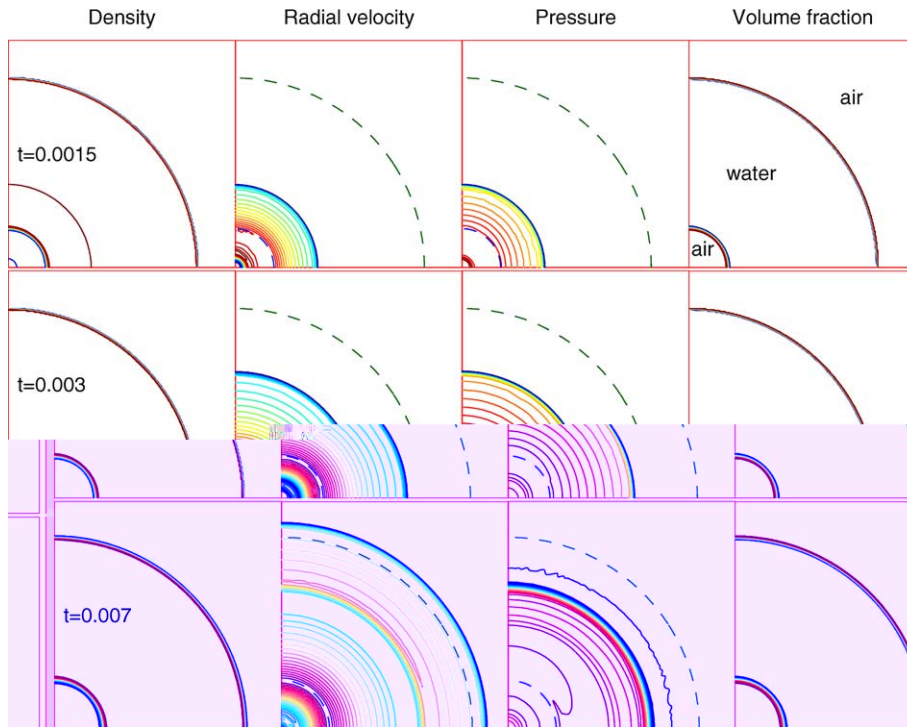 Density Radial velocity Pressure Volume fraction
air
t=0.0015
water
air
t=0.003
t=0.007